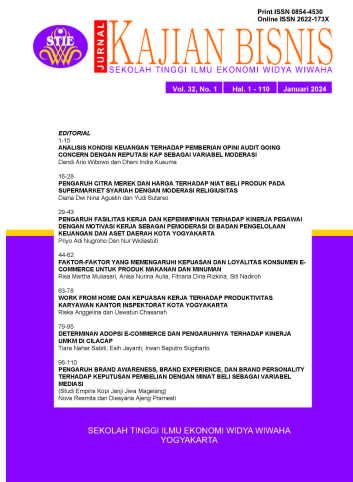 Print ISSN 0854-4530
Online ISSN 2622-173X
STIE
JURNAL
KAJIAN BISNIS
SEKOLAH TINGGI ILMU EKONOMI WIDYA WIWAHA
Vol. 32, No. 1 Hal. 1 - 110 Januari 2024
EDITORIAL
1-15
ANALISIS KONDISI KEUANGAN TERHADAP PEMBERIAN OPINI AUDIT GOING
CONCERN DENGAN REPUTASI KAP SEBAGAI VARIABEL MODERASI
Dandi Ario Wibowo dan Dheni Indra Kusuma
16-28
PENGARUH CITRA MEREK DAN HARGA TERHADAP NIAT BELI PRODUK PADA
SUPERMARKET SYARIAH DENGAN MODERASI RELIGIUSITAS
Diana Dwi Nina Agustin dan Yudi Sutarso
29-43
PENGARUH FASILITAS KERJA DAN KEPEMIMPINAN TERHADAP KINERJA PEGAWAI
DENGAN MOTIVASI KERJA SEBAGAI PEMODERASI DI BADAN PENGELOLAAN
KEUANGAN DAN ASET DAERAH KOTA YOGYAKARTA
Priyo Adi Nugroho Dan Nur Widiastuti
44-62
FAKTOR-FAKTOR YANG MEMENGARUHI KEPUASAN DAN LOYALITAS KONSUMEN E-
COMMERCE UNTUK PRODUK MAKANAN DAN MINUMAN
Risa Martha Muliasari, Anisa Nurina Aulia, Fitriana Dina Rizkina, Siti Nadiroh
63-78
WORK FROM HOME DAN KEPUASAN KERJA TERHADAP PRODUKTIVITAS
KARYAWAN KANTOR INSPEKTORAT KOTA YOGYAKARTA
Riska Anggelina dan Uswatun Chasanah
79-95
DETERMINAN ADOPSI E-COMMERCE DAN PENGARUHNYA TERHADAP KINERJA
UMKM DI CILACAP
Tiara Nahar Sabiti, Esih Jayanti, Irwan Saputro Sugiharto
96-110
PENGARUH BRAND AWARENESS, BRAND EXPERIENCE, DAN BRAND PERSONALITY
TERHADAP KEPUTUSAN PEMBELIAN DENGAN MINAT BELI SEBAGAI VARIABEL
MEDIASI
(Studi Empiris Kopi Janji Jiwa Magelang)
Nova Resmita dan Diesyana Ajeng Pramesti
SEKOLAH TINGGI ILMU EKONOMI WIDYA WIWAHA
YOGYAKARTA